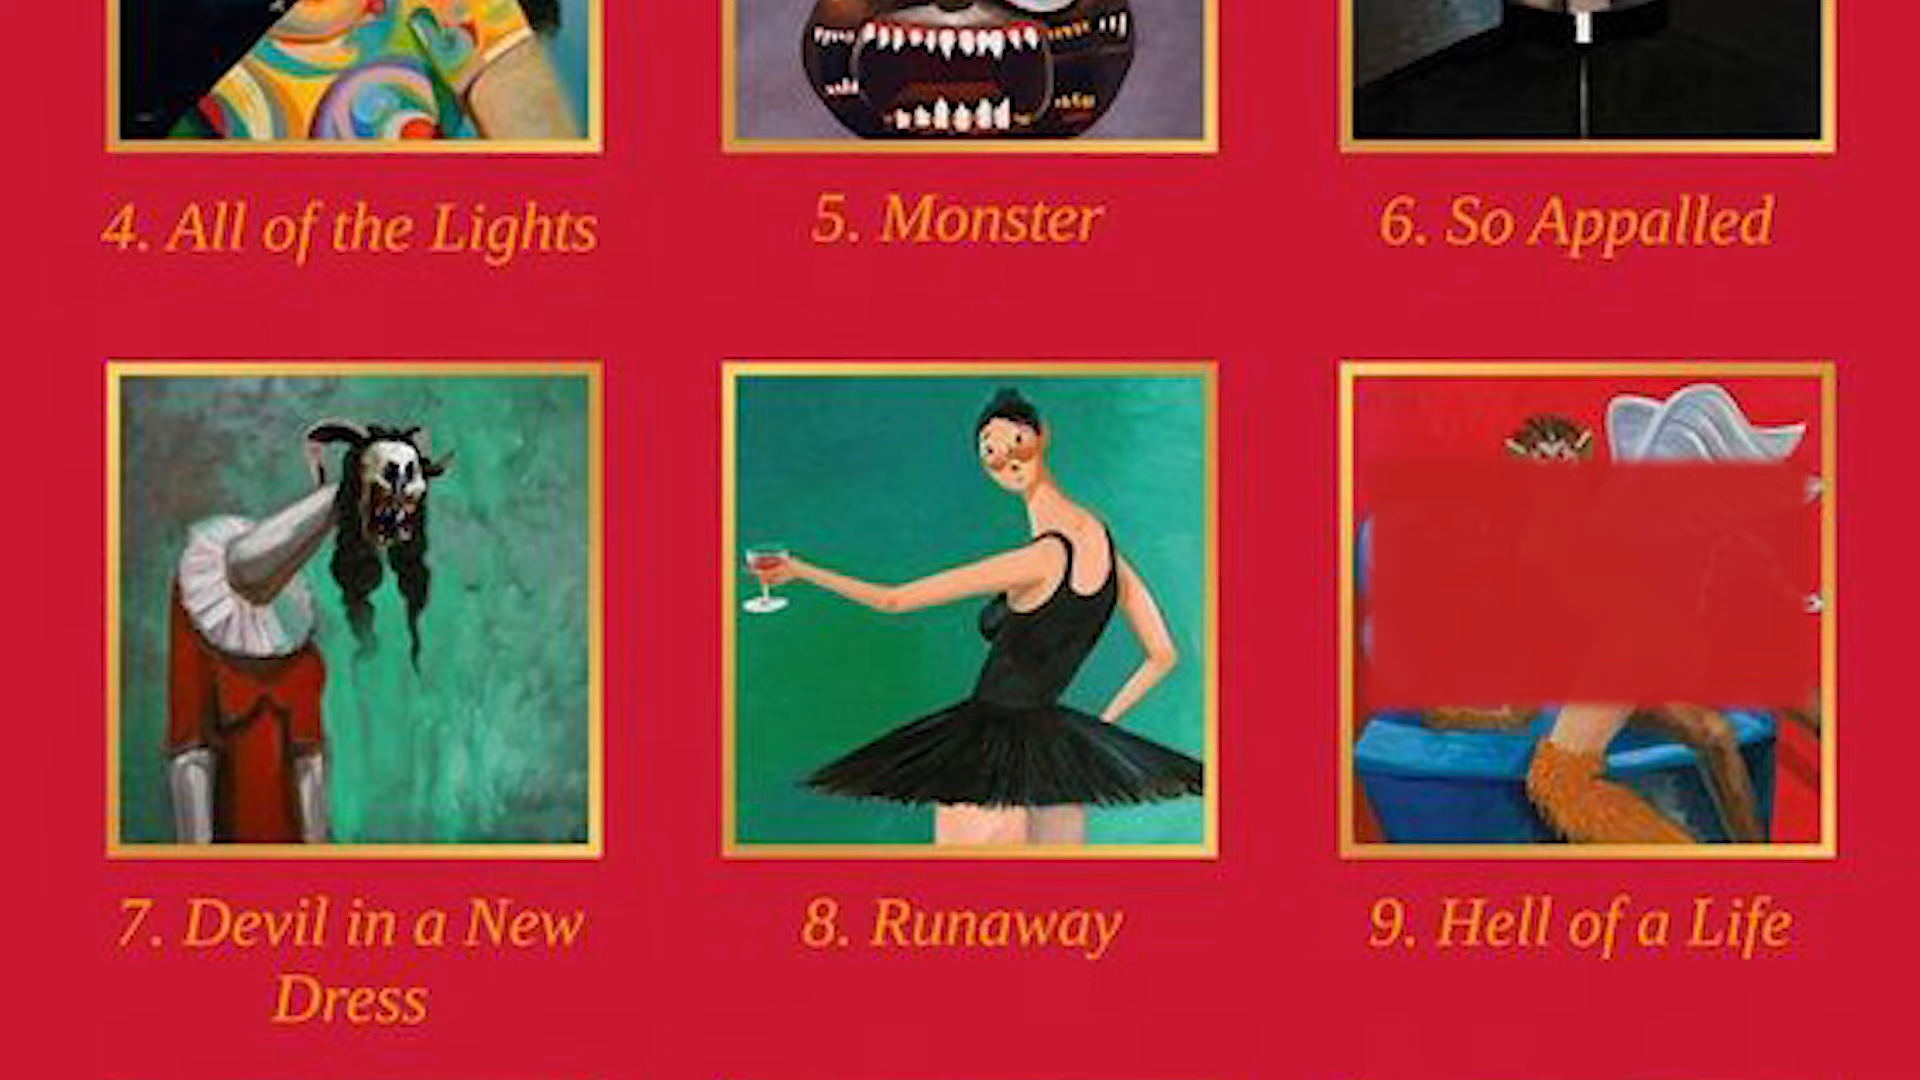 4. All of the Lights
5. Monster
6. So Appalled
7. Devil in a New
Dress
8. Runaway
9. Hell of a Life